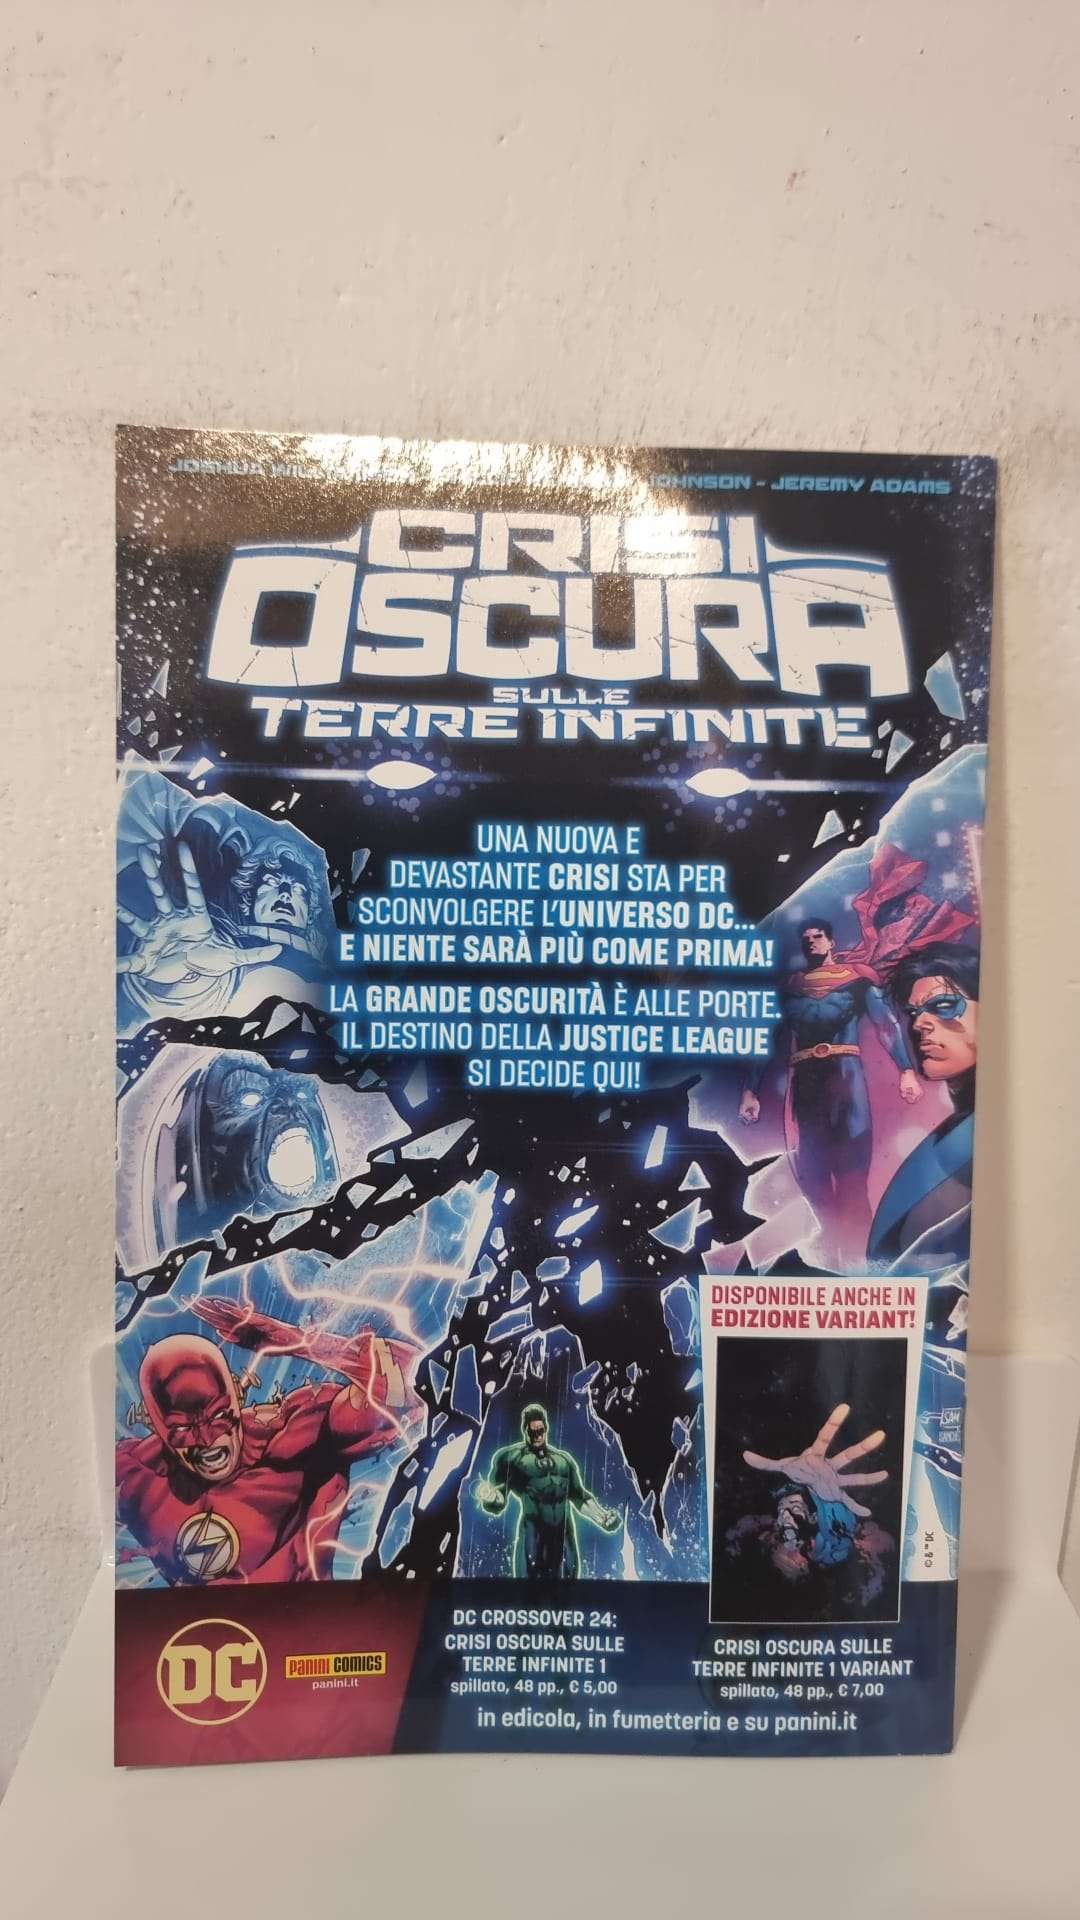 JOSHUA JOHNSON - JEREMY ADAMS
CRISI
OSCURA
SULLE
TERRE INFINITE
UNA NUOVA E
DEVASTANTE CRISI STA PER
SCONVOLGERE L'UNIVERSO DC...
E NIENTE SARÀ PIÙ COME PRIMA!
LA GRANDE OSCURITÀ È ALLE PORTE.
IL DESTINO DELLA JUSTICE LEAGUE
SI DECIDE QUI!
DISPONIBILE ANCHE IN
EDIZIONE VARIANT!
SAM
© & ™ DC
DC
PANINI COMICS
panini.it
DC CROSSOVER 24:
CRISI OSCURA SULLE
TERRE INFINITE 1
spillato, 48 pp., € 5,00
CRISI OSCURA SULLE
TERRE INFINITE 1 VARIANT
spillato, 48 pp., € 7,00
in edicola, in fumetteria e su panini.it